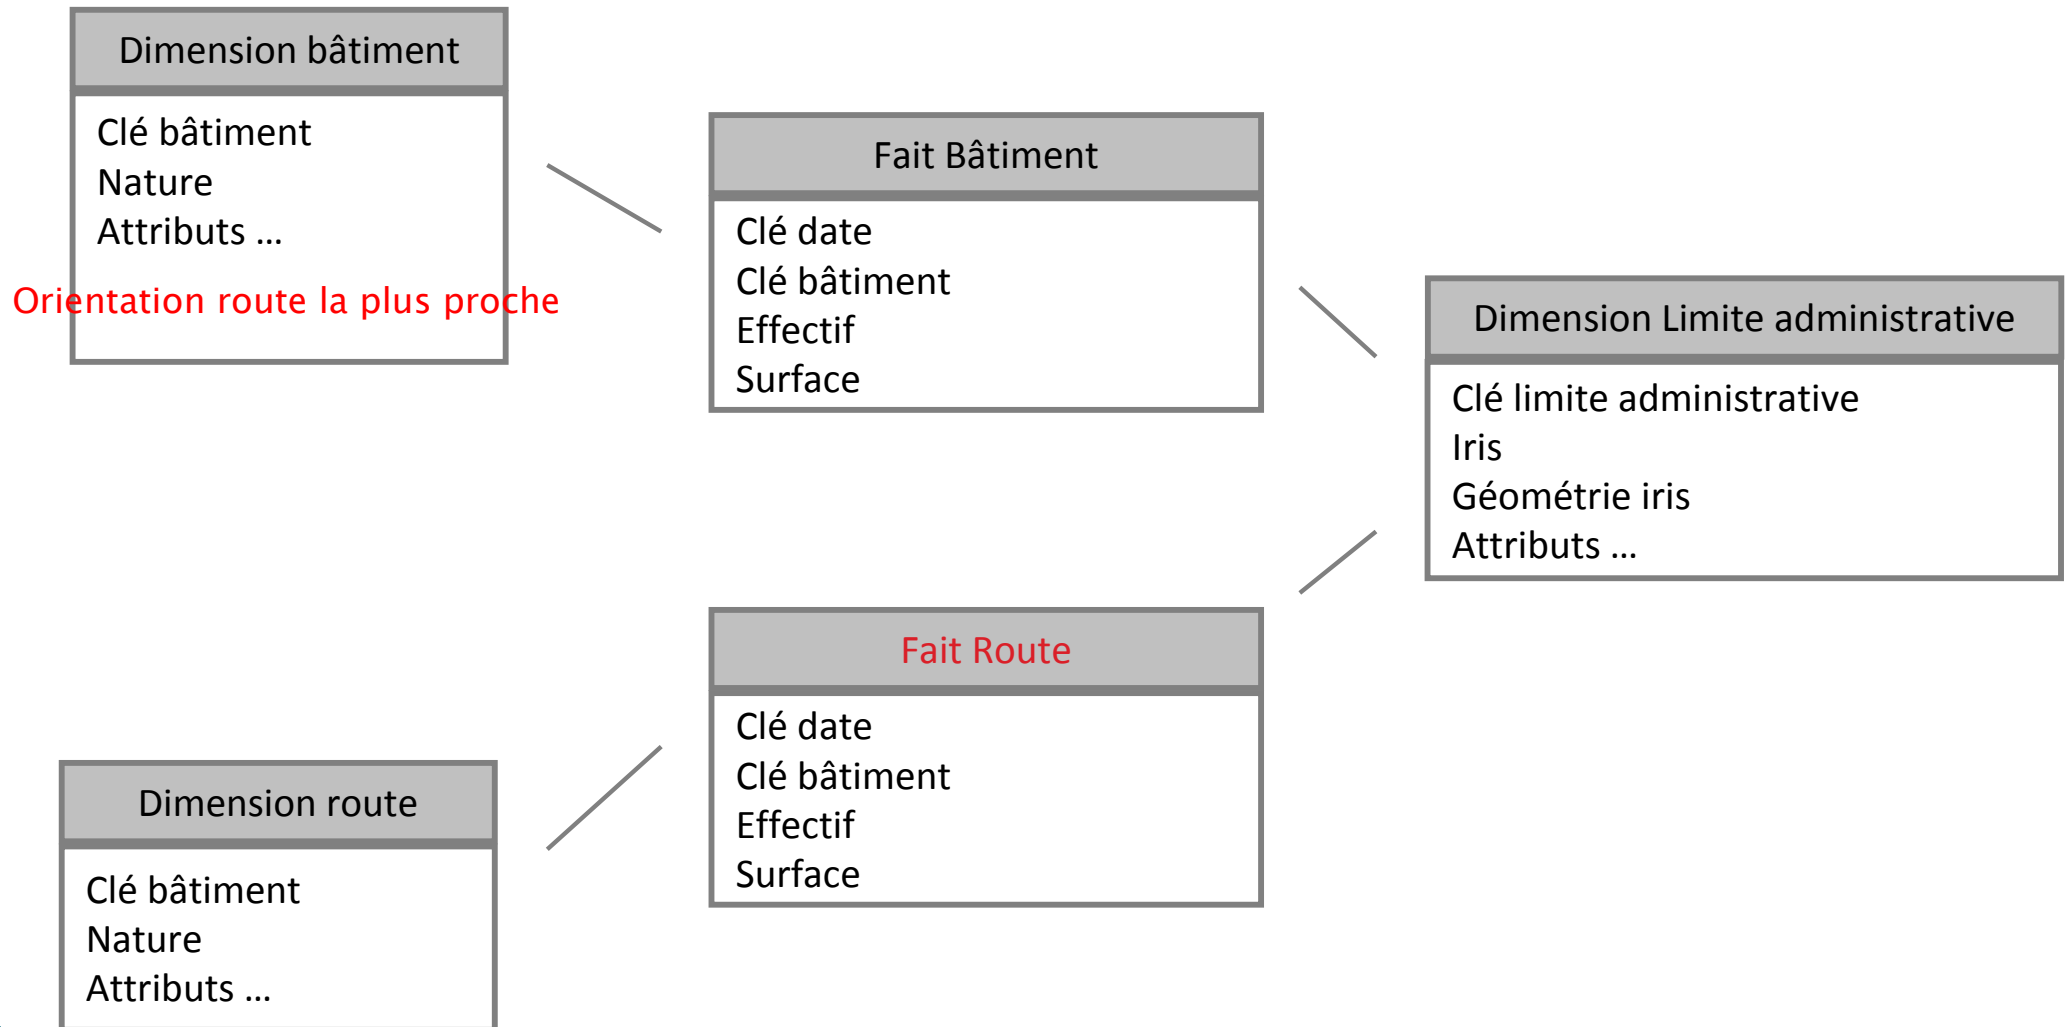 Dimension bâtiment
Clé bâtiment
Nature
Attributs ...
Orientation route la plus proche
Fait Bâtiment
Clé date
Clé bâtiment
Effectif
Surface
Dimension Limite administrative
Clé limite administrative
Iris
Géométrie iris
Attributs ...
Fait Route
Clé date
Clé bâtiment
Effectif
Surface
Dimension route
Clé bâtiment
Nature
Attributs ...